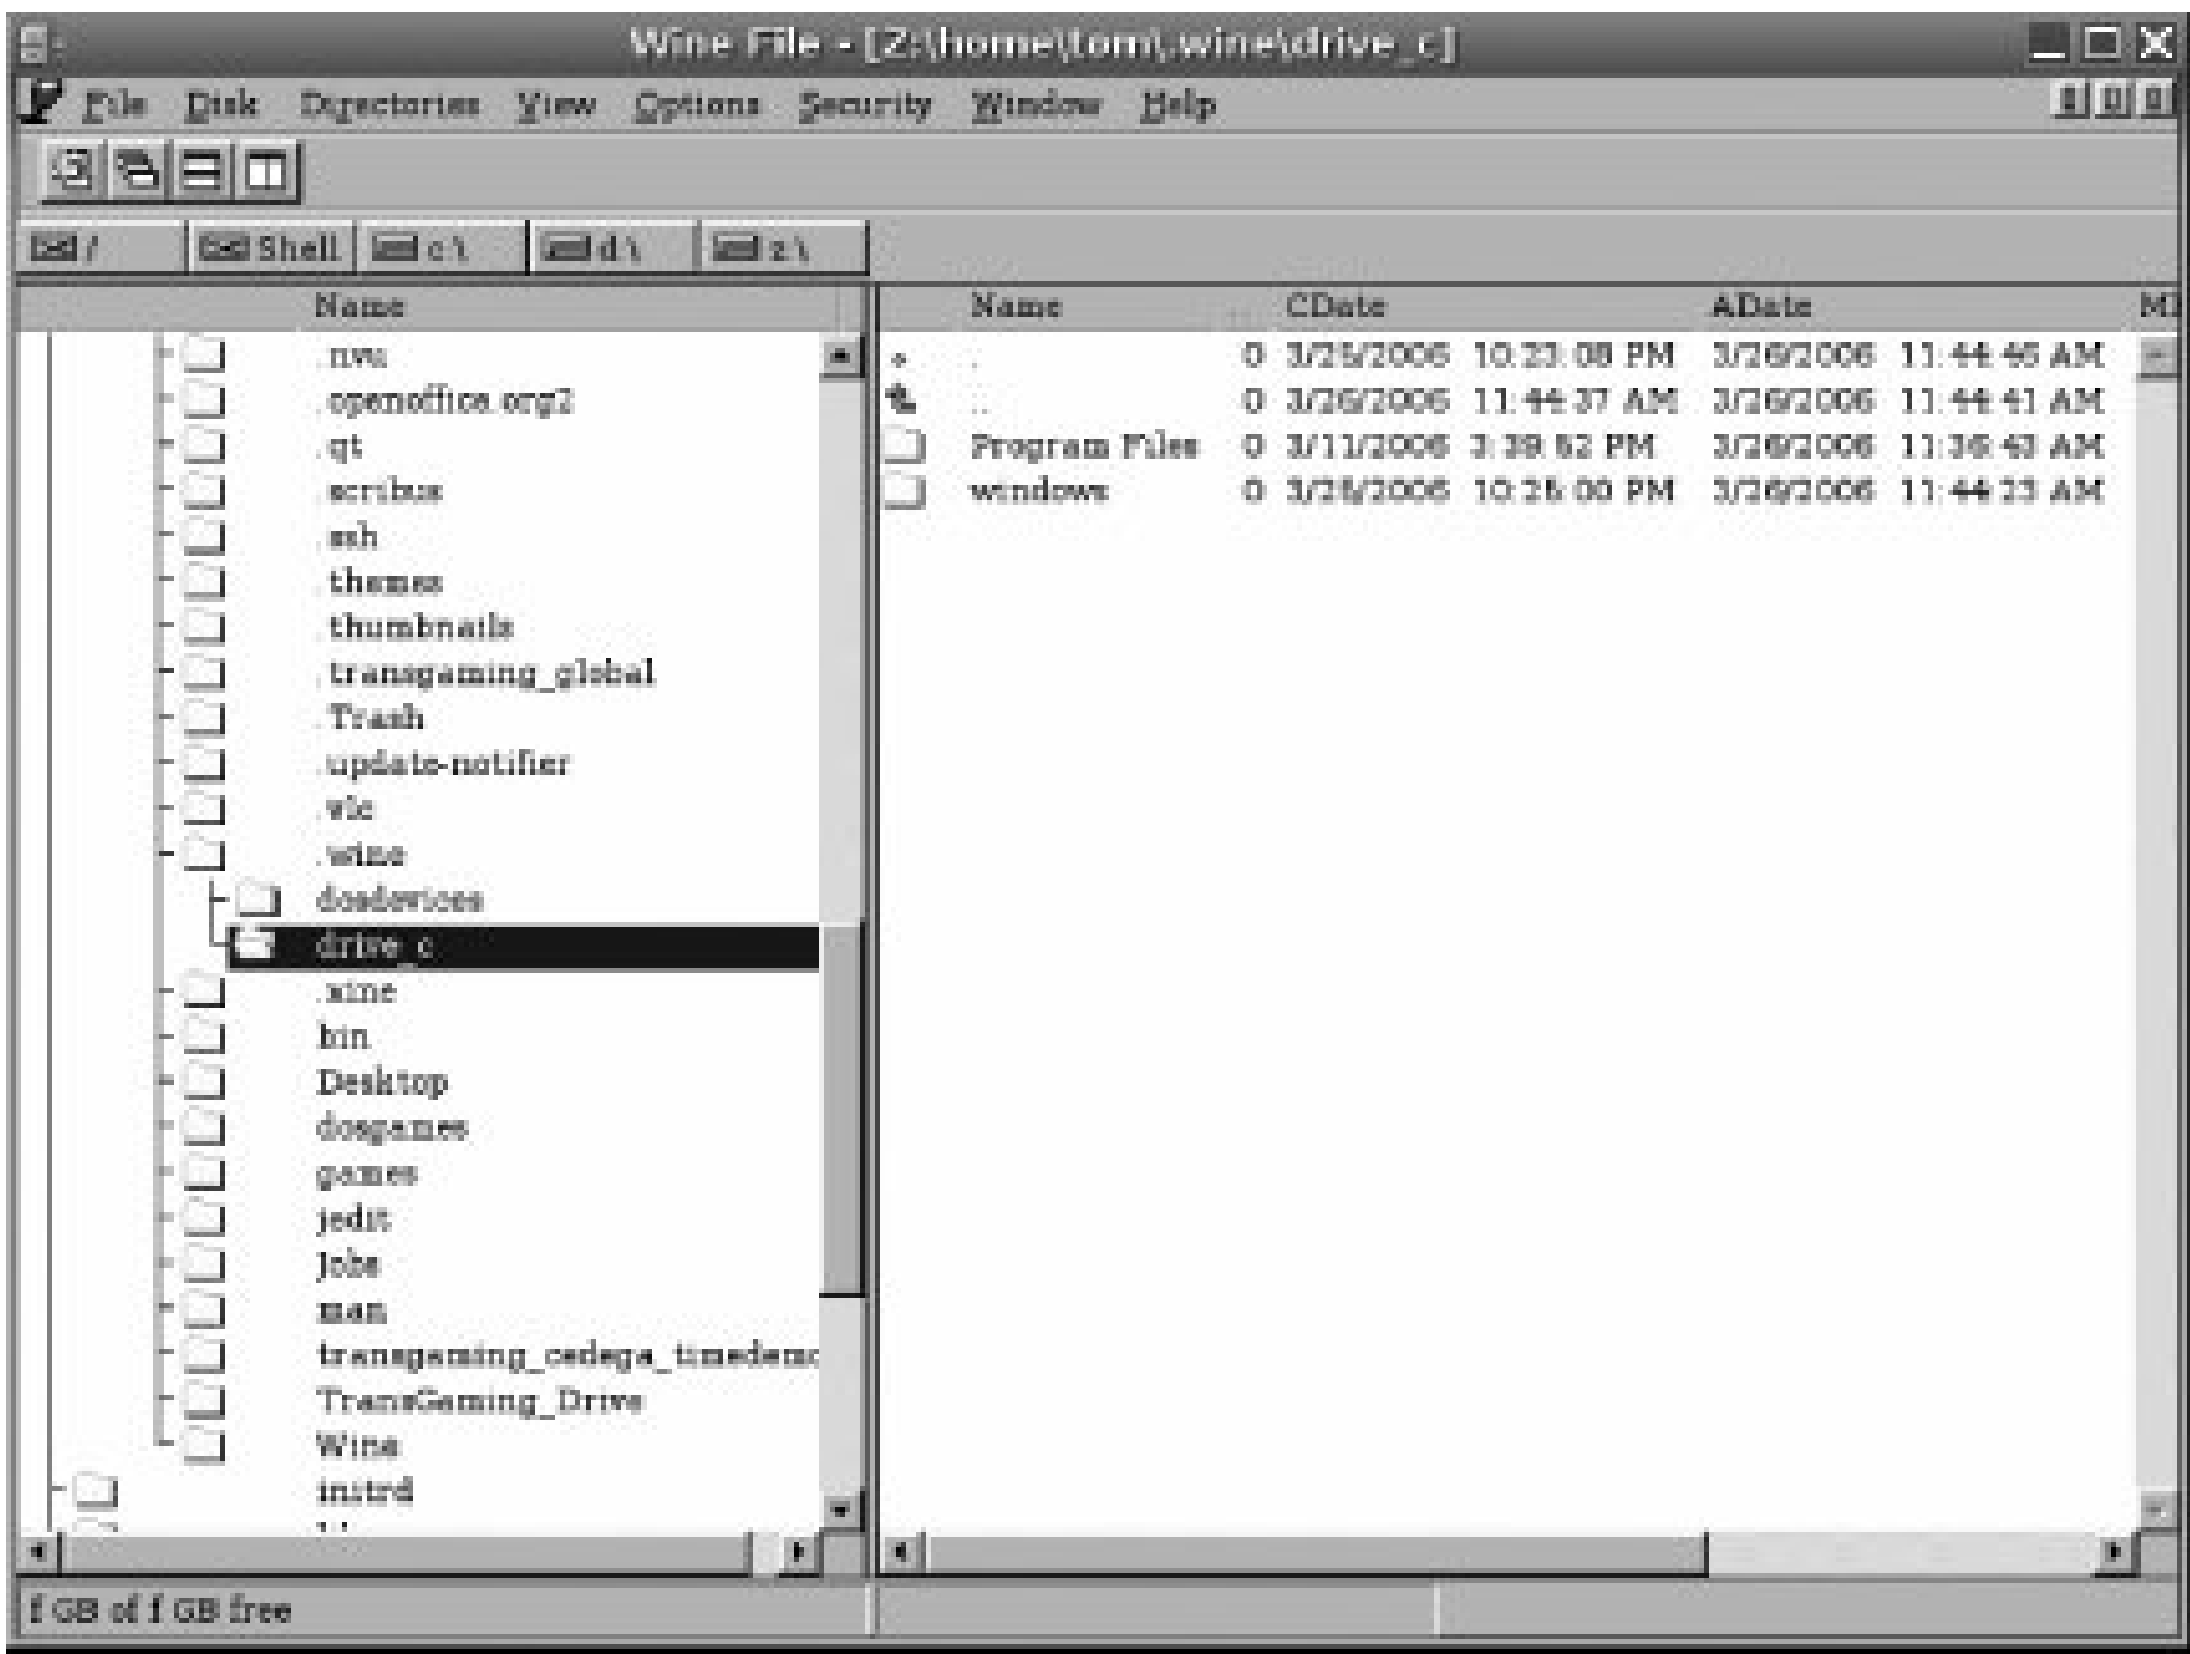 Wine File - [Z:\home\tom\.wine\drive_c]
File Disk Directories View Options Security Window Help
/ Shell c:\ d:\ z:\
Name
.nvu
.openoffice.org2
.qt
.scribus
.ssh
.themes
.thumbnails
.transgaming_global
.Trash
.update-notifier
.vlc
.wine
dosdevices
drive_c
.xine
bin
Desktop
dosgames
games
jedit
Jobs
man
transgaming_cedega_timedemo
TransGaming_Drive
Wine
initrd
Name CDate ADate
. 0 3/25/2006 10:23:08 PM 3/26/2006 11:44:46 AM
.. 0 3/26/2006 11:44:37 AM 3/26/2006 11:44:41 AM
Program Files 0 3/11/2006 3:39:52 PM 3/26/2006 11:36:43 AM
windows 0 3/25/2006 10:25:00 PM 3/26/2006 11:44:23 AM
f GB of f GB free